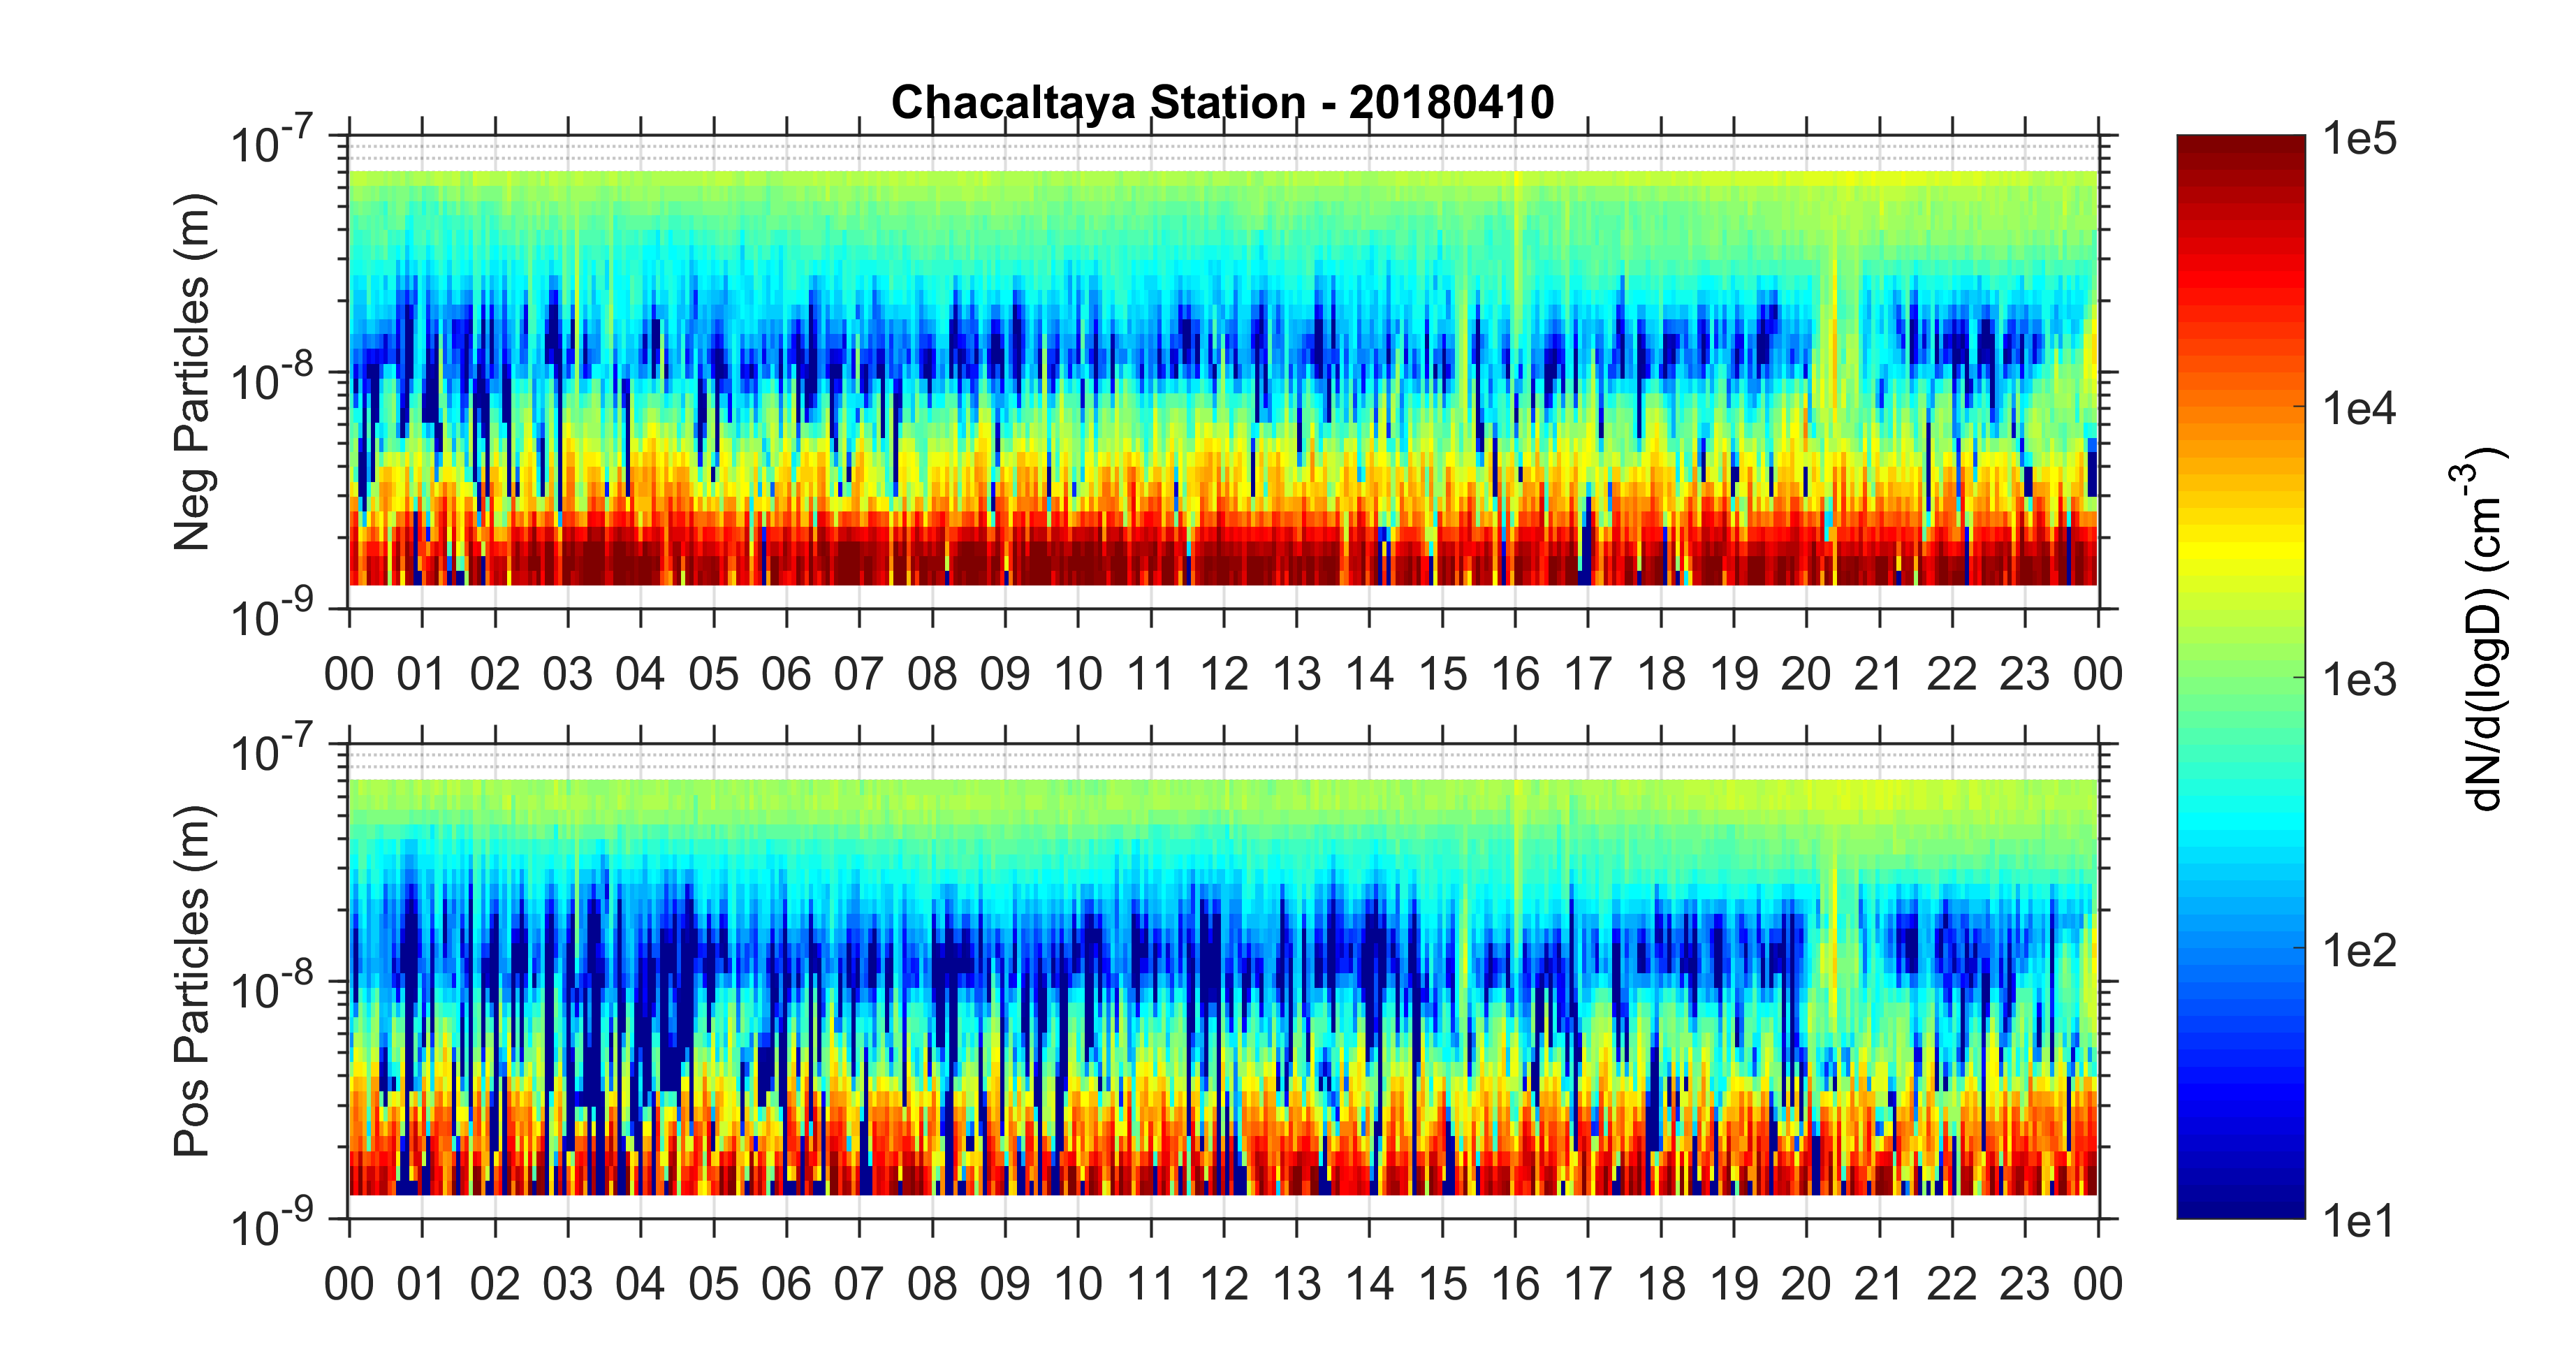 Chacaltaya Station - 20180410
Neg Particles (m)
10-7
10-8
10-9
00 01 02 03 04 05 06 07 08 09 10 11 12 13 14 15 16 17 18 19 20 21 22 23 00
Pos Particles (m)
10-7
10-8
10-9
00 01 02 03 04 05 06 07 08 09 10 11 12 13 14 15 16 17 18 19 20 21 22 23 00
1e5
1e4
1e3
1e2
1e1
dN/d(logD) (cm-3)